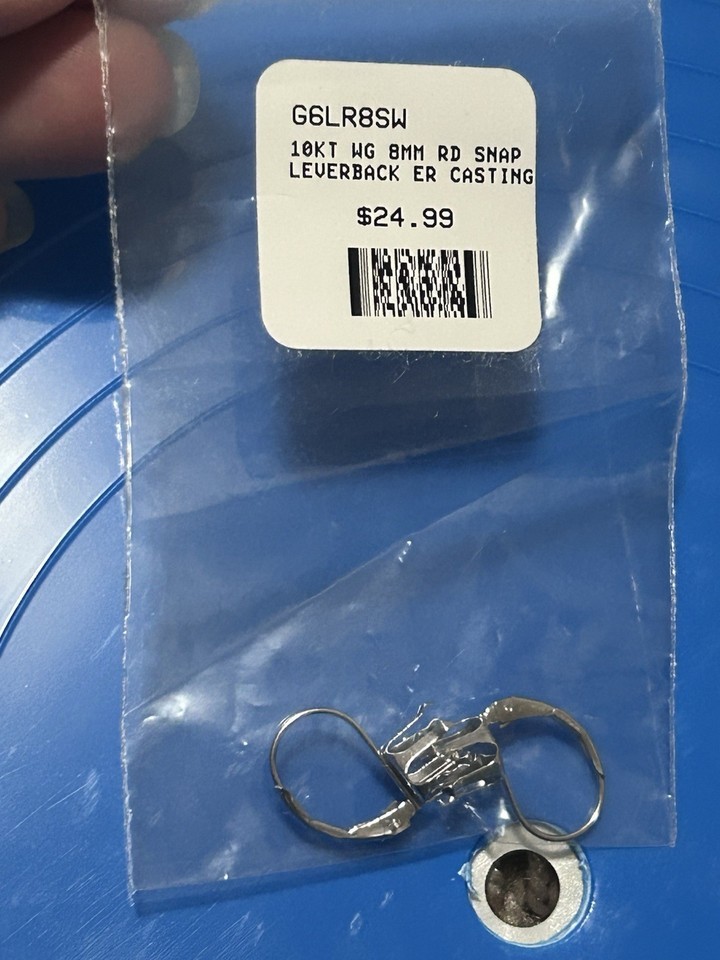 G6LR8SW
10KT WG 8MM RD SNAP
LEVERBACK ER CASTING
$24.99